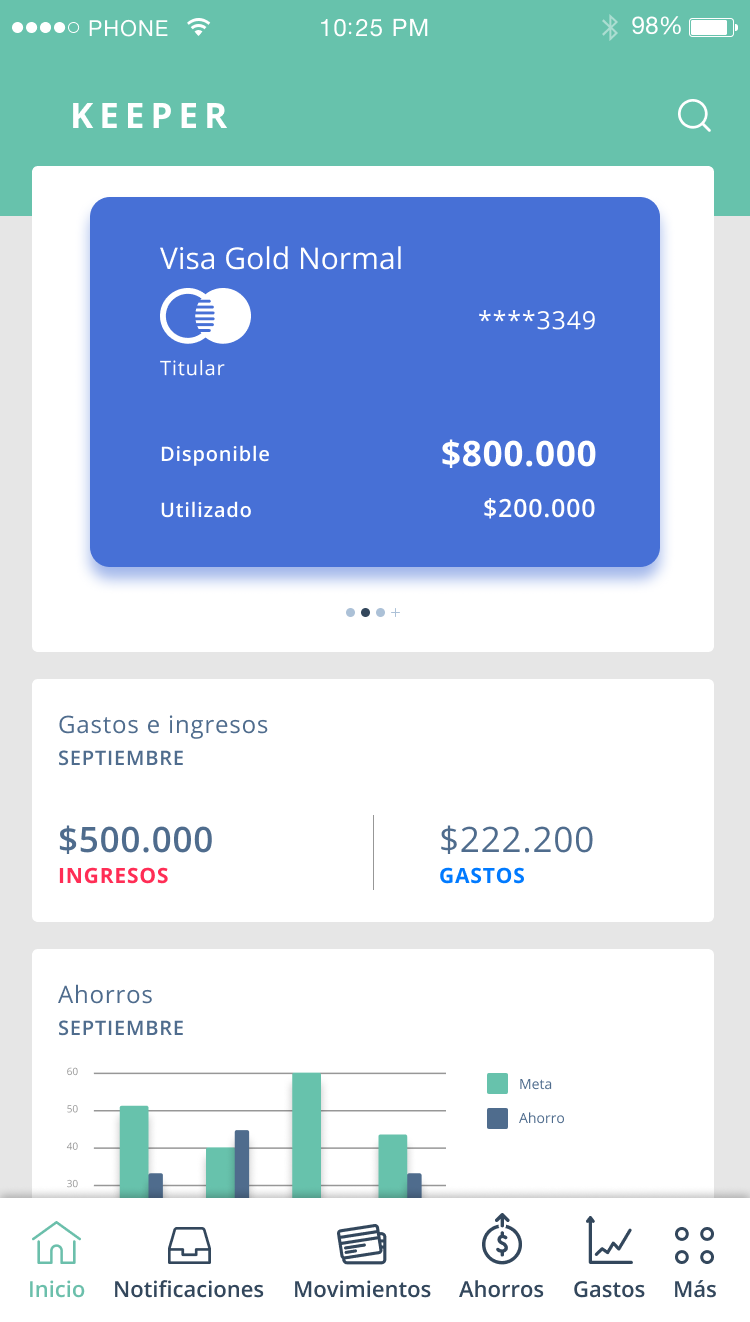 PHONE 10:25 PM 98%
KEEPER
Visa Gold Normal
****3349
Titular
Disponible $800.000
Utilizado $200.000
Gastos e ingresos
SEPTIEMBRE
$500.000 $222.200
INGRESOS GASTOS
Ahorros
SEPTIEMBRE
60
Meta
50
Ahorro
40
30
Inicio Notificaciones Movimientos Ahorros Gastos Más